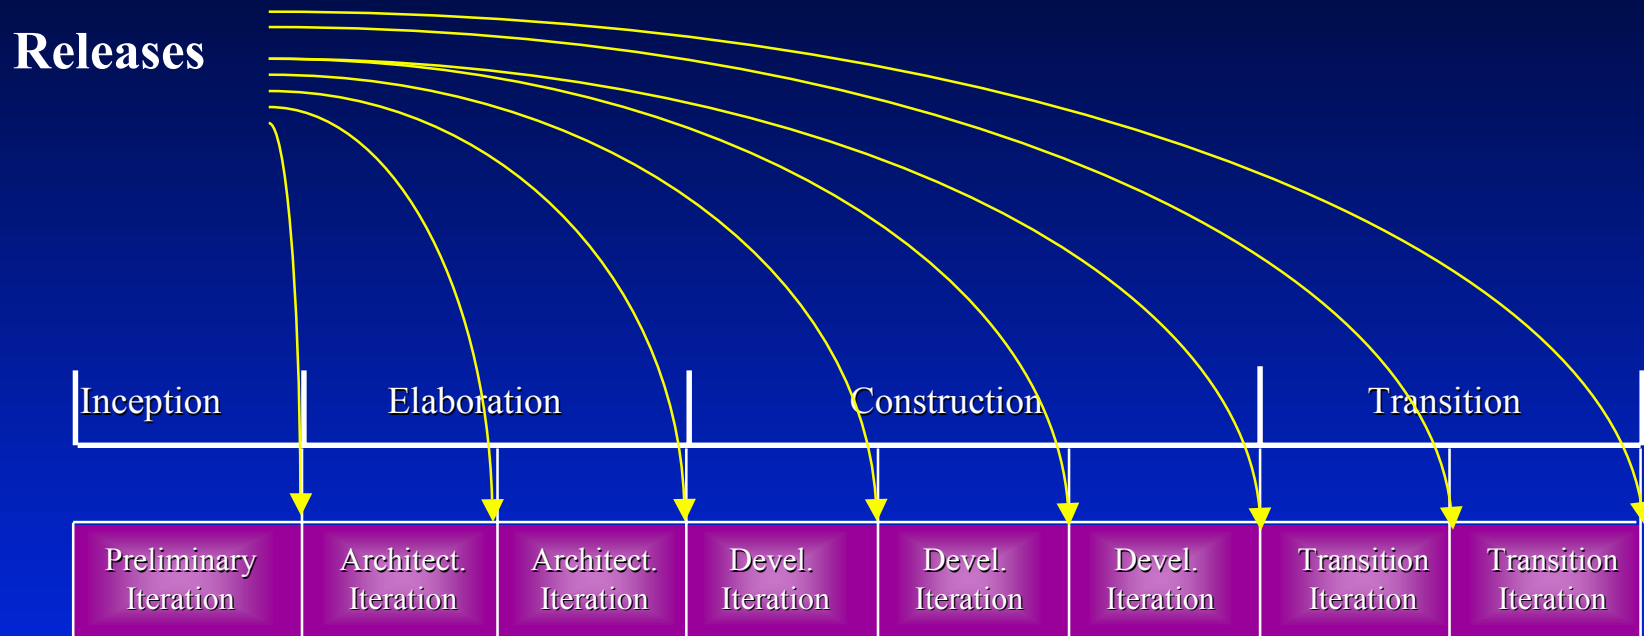 Releases
Inception
Elaboration
Construction
Transition
Preliminary
Iteration
Architect.
Iteration
Architect.
Iteration
Devel.
Iteration
Devel.
Iteration
Devel.
Iteration
Transition
Iteration
Transition
Iteration